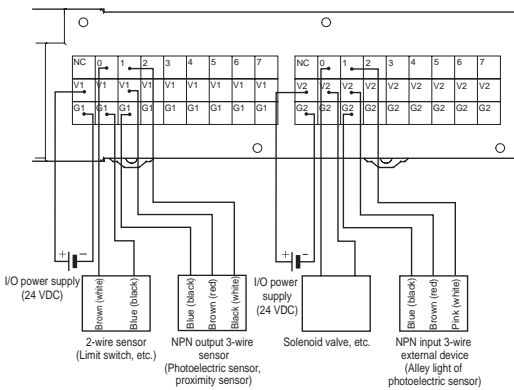 NC 0 1 2 3 4 5 6 7
V1 V1 V1 V1 V1 V1 V1 V1 V1
G1 G1 G1 G1 G1 G1 G1 G1 G1
NC 0 1 2 3 4 5 6 7
V2 V2 V2 V2 V2 V2 V2 V2 V2
G2 G2 G2 G2 G2 G2 G2 G2 G2
+ −
I/O power supply
(24 VDC)
Brown (white)
Blue (black)
2-wire sensor
(Limit switch, etc.)
Blue (black)
Brown (red)
Black (white)
NPN output 3-wire
sensor
(Photoelectric sensor,
proximity sensor)
+ −
I/O power
supply
(24 VDC)
Solenoid valve, etc.
Blue (black)
Brown (red)
Pink (white)
NPN input 3-wire
external device
(Alley light of
photoelectric sensor)